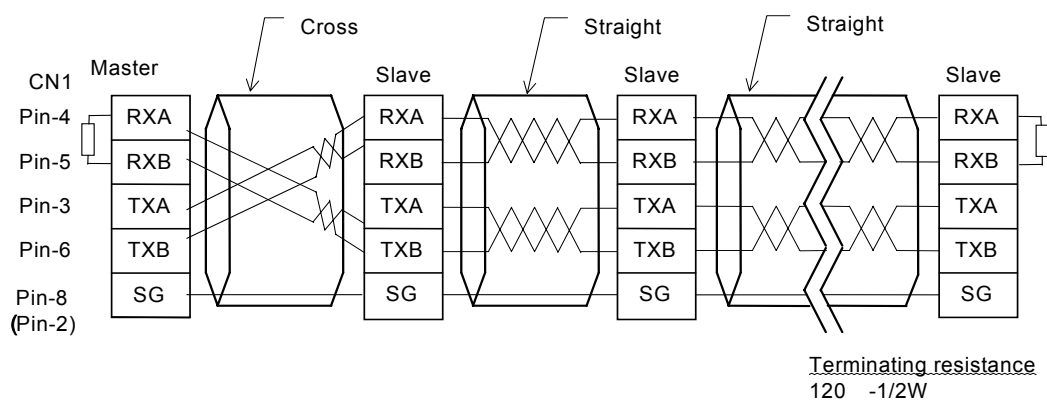 Cross
Straight
Straight
CN1
Master
Slave
Slave
Slave
Pin-4
RXA
RXA
RXA
RXA
Pin-5
RXB
RXB
RXB
RXB
Pin-3
TXA
TXA
TXA
TXA
Pin-6
TXB
TXB
TXB
TXB
Pin-8
SG
SG
SG
SG
(Pin-2)
Terminating resistance
120 -1/2W